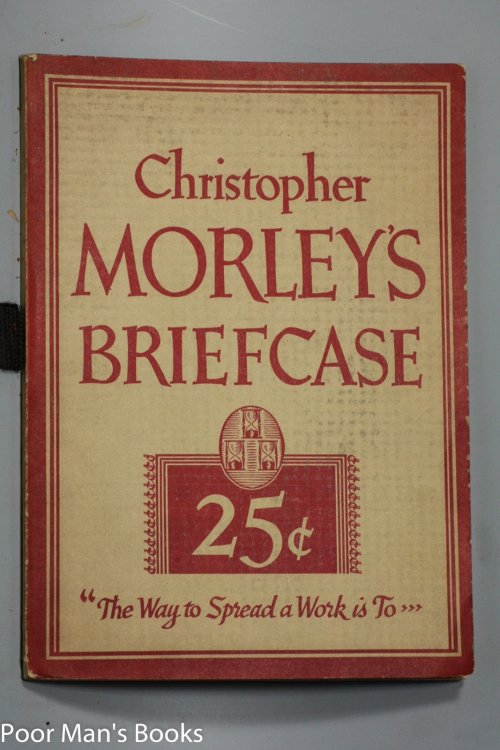 Christopher
MORLEY'S
BRIEFCASE
25¢
"The Way to Spread a Work is To...
Poor Man's Books